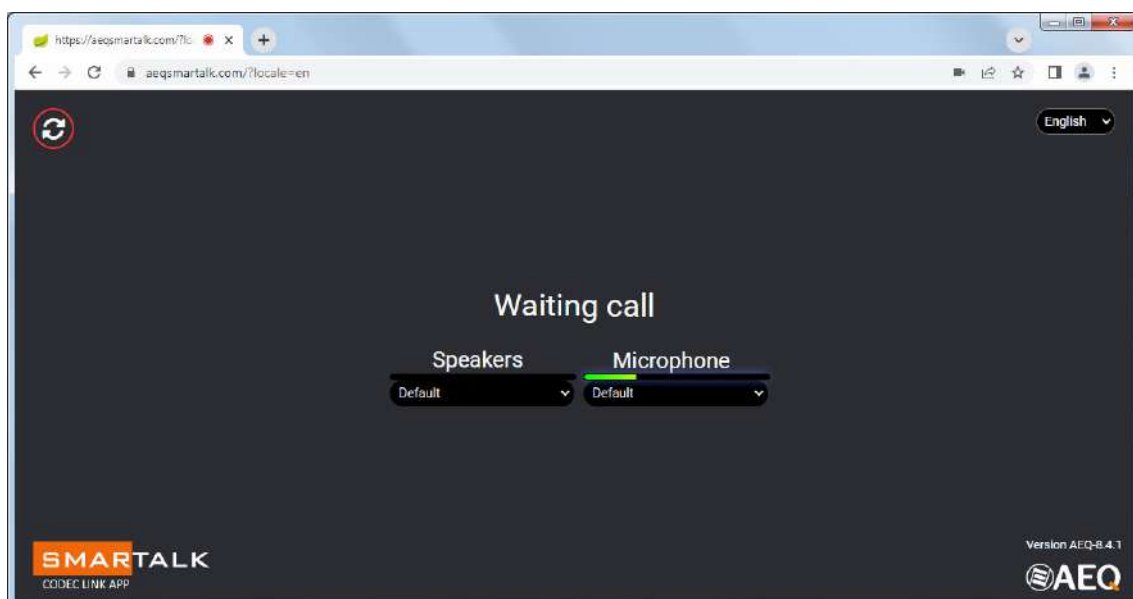 https://aeqsmartalk.com/?lo
aeqsmartalk.com/?locale=en
English
Waiting call
Speakers
Microphone
Default
Default
SMARTALK
CODEC LINK APP
Version AEQ-8.4.1
AEQ